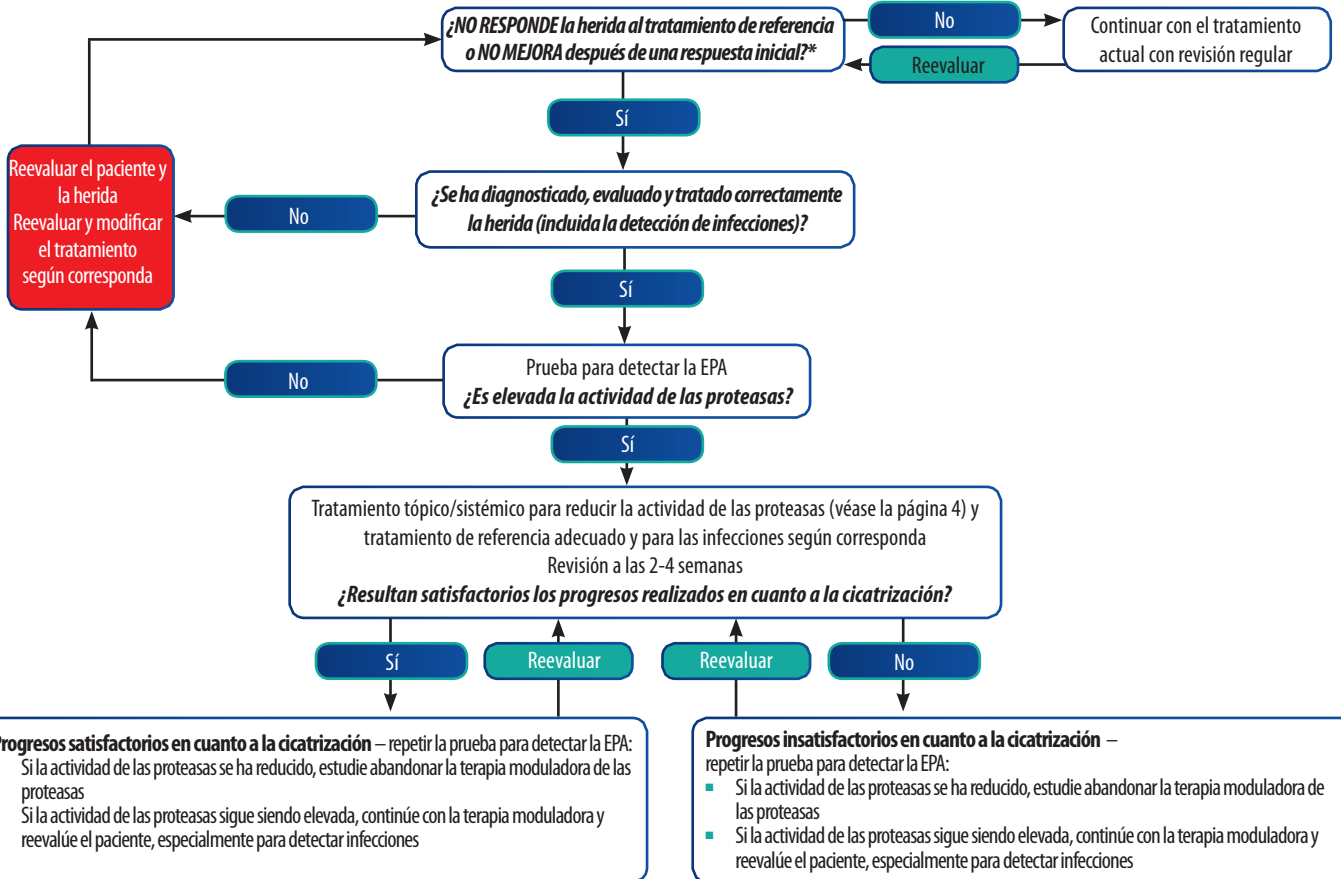 ¿NO RESPONDE la herida al tratamiento de referencia
o NO MEJORA después de una respuesta inicial?*
No
Continuar con el tratamiento
actual con revisión regular
Reevaluar
Sí
Reevaluar el paciente y
la herida
Reevaluar y modificar
el tratamiento
según corresponda
No
¿Se ha diagnosticado, evaluado y tratado correctamente
la herida (incluida la detección de infecciones)?
Sí
No
Prueba para detectar la EPA
¿Es elevada la actividad de las proteasas?
Sí
Tratamiento tópico/sistémico para reducir la actividad de las proteasas (véase la página 4) y
tratamiento de referencia adecuado y para las infecciones según corresponda
Revisión a las 2-4 semanas
¿Resultan satisfactorios los progresos realizados en cuanto a la cicatrización?
Sí
Reevaluar
Reevaluar
No
Progresos satisfactorios en cuanto a la cicatrización – repetir la prueba para detectar la EPA:
Si la actividad de las proteasas se ha reducido, estudie abandonar la terapia moduladora de las
proteasas
Si la actividad de las proteasas sigue siendo elevada, continúe con la terapia moduladora y
reevalúe el paciente, especialmente para detectar infecciones
Progresos insatisfactorios en cuanto a la cicatrización –
repetir la prueba para detectar la EPA:
▪ Si la actividad de las proteasas se ha reducido, estudie abandonar la terapia moduladora de
las proteasas
▪ Si la actividad de las proteasas sigue siendo elevada, continúe con la terapia moduladora y
reevalúe el paciente, especialmente para detectar infecciones